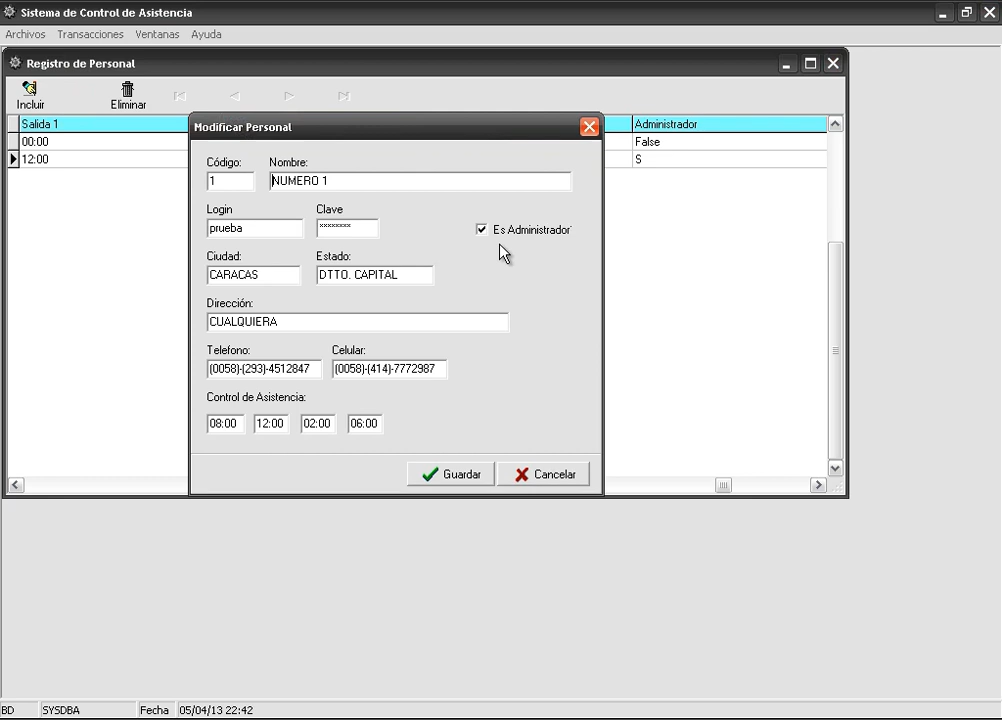 Sistema de Control de Asistencia
Archivos Transacciones Ventanas Ayuda
Registro de Personal
Incluir Eliminar
Salida 1 Administrador
00:00 False
12:00 S
Modificar Personal
Código: Nombre:
1 NUMERO 1
Login Clave
prueba ********
Es Administrador
Ciudad: Estado:
CARACAS DTTO. CAPITAL
Dirección:
CUALQUIERA
Telefono: Celular:
(0058)-(293)-4512847 (0058)-(414)-7772987
Control de Asistencia:
08:00 12:00 02:00 06:00
Guardar Cancelar
BD SYSDBA Fecha 05/04/13 22:42